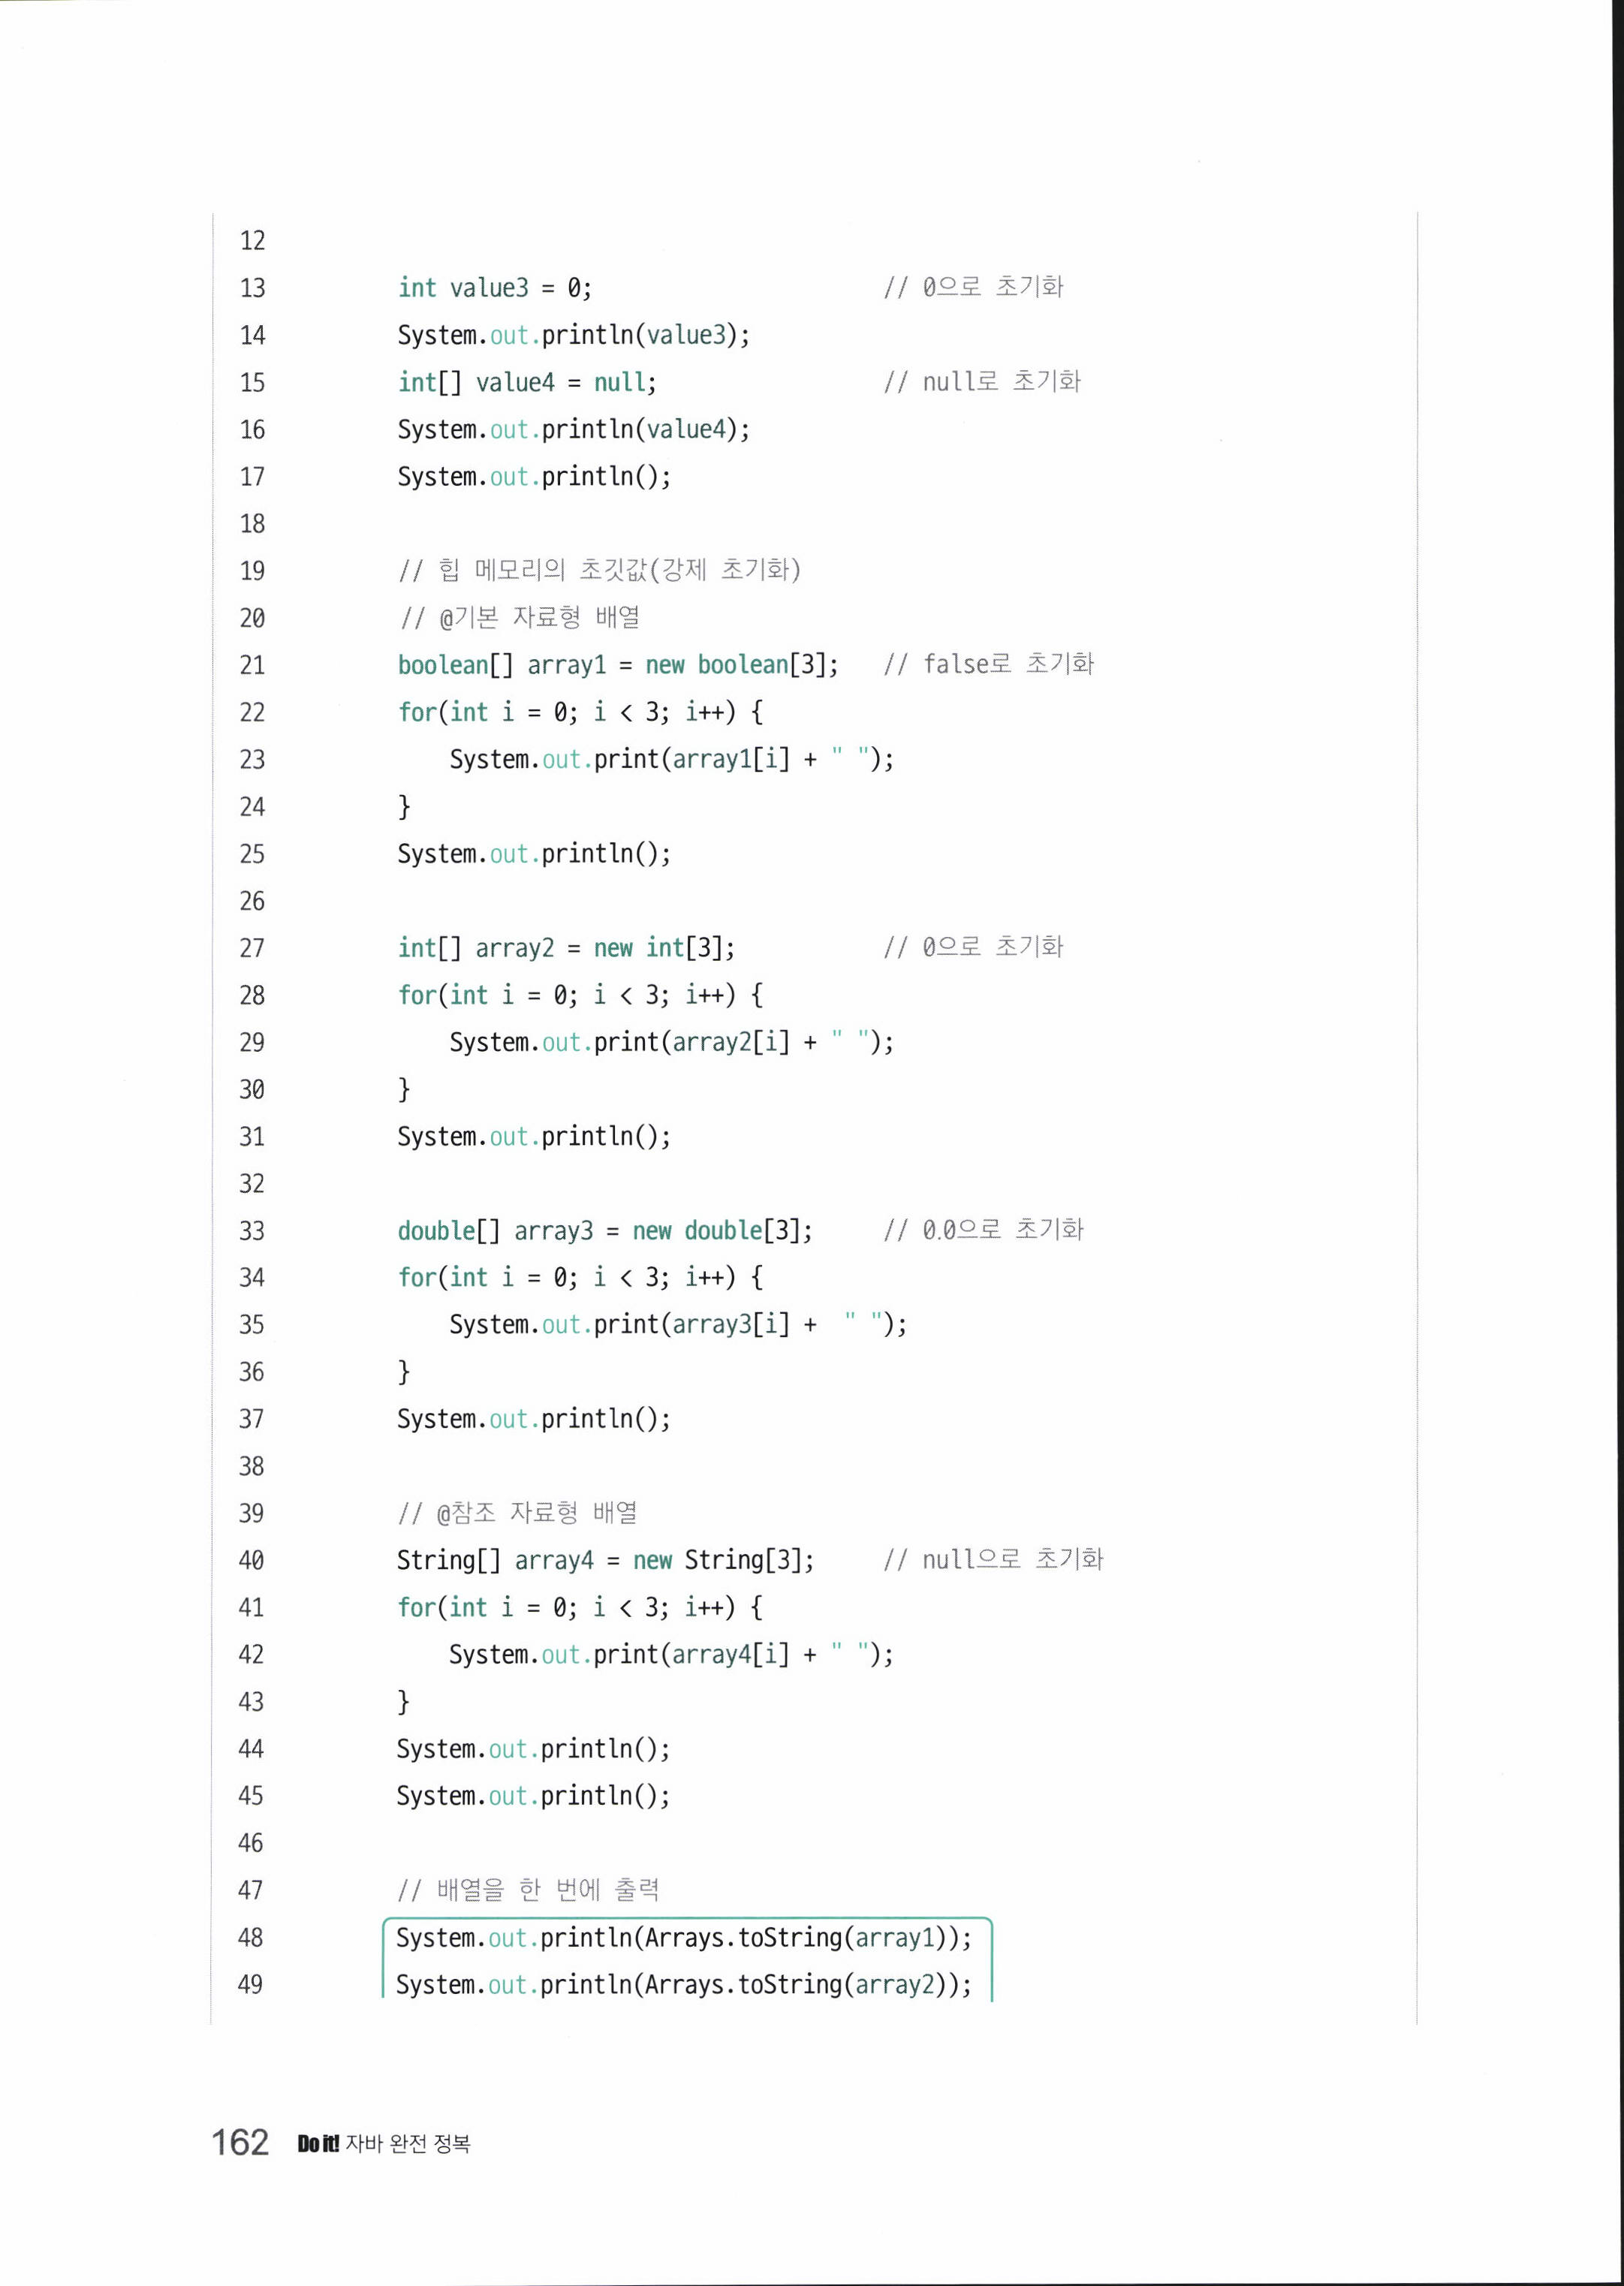 12
13 int value3 = 0; // 0으로 초기화
14 System.out.println(value3);
15 int[] value4 = null; // null로 초기화
16 System.out.println(value4);
17 System.out.println();
18
19 // 힙 메모리의 초깃값(강제 초기화)
20 // @기본 자료형 배열
21 boolean[] array1 = new boolean[3]; // false로 초기화
22 for(int i = 0; i < 3; i++) {
23 System.out.print(array1[i] + " ");
24 }
25 System.out.println();
26
27 int[] array2 = new int[3]; // 0으로 초기화
28 for(int i = 0; i < 3; i++) {
29 System.out.print(array2[i] + " ");
30 }
31 System.out.println();
32
33 double[] array3 = new double[3]; // 0.0으로 초기화
34 for(int i = 0; i < 3; i++) {
35 System.out.print(array3[i] +  " ");
36 }
37 System.out.println();
38
39 // @참조 자료형 배열
40 String[] array4 = new String[3]; // null으로 초기화
41 for(int i = 0; i < 3; i++) {
42 System.out.print(array4[i] + " ");
43 }
44 System.out.println();
45 System.out.println();
46
47 // 배열을 한 번에 출력
48 System.out.println(Arrays.toString(array1));
49 System.out.println(Arrays.toString(array2));
162 Do it! 자바 완전 정복